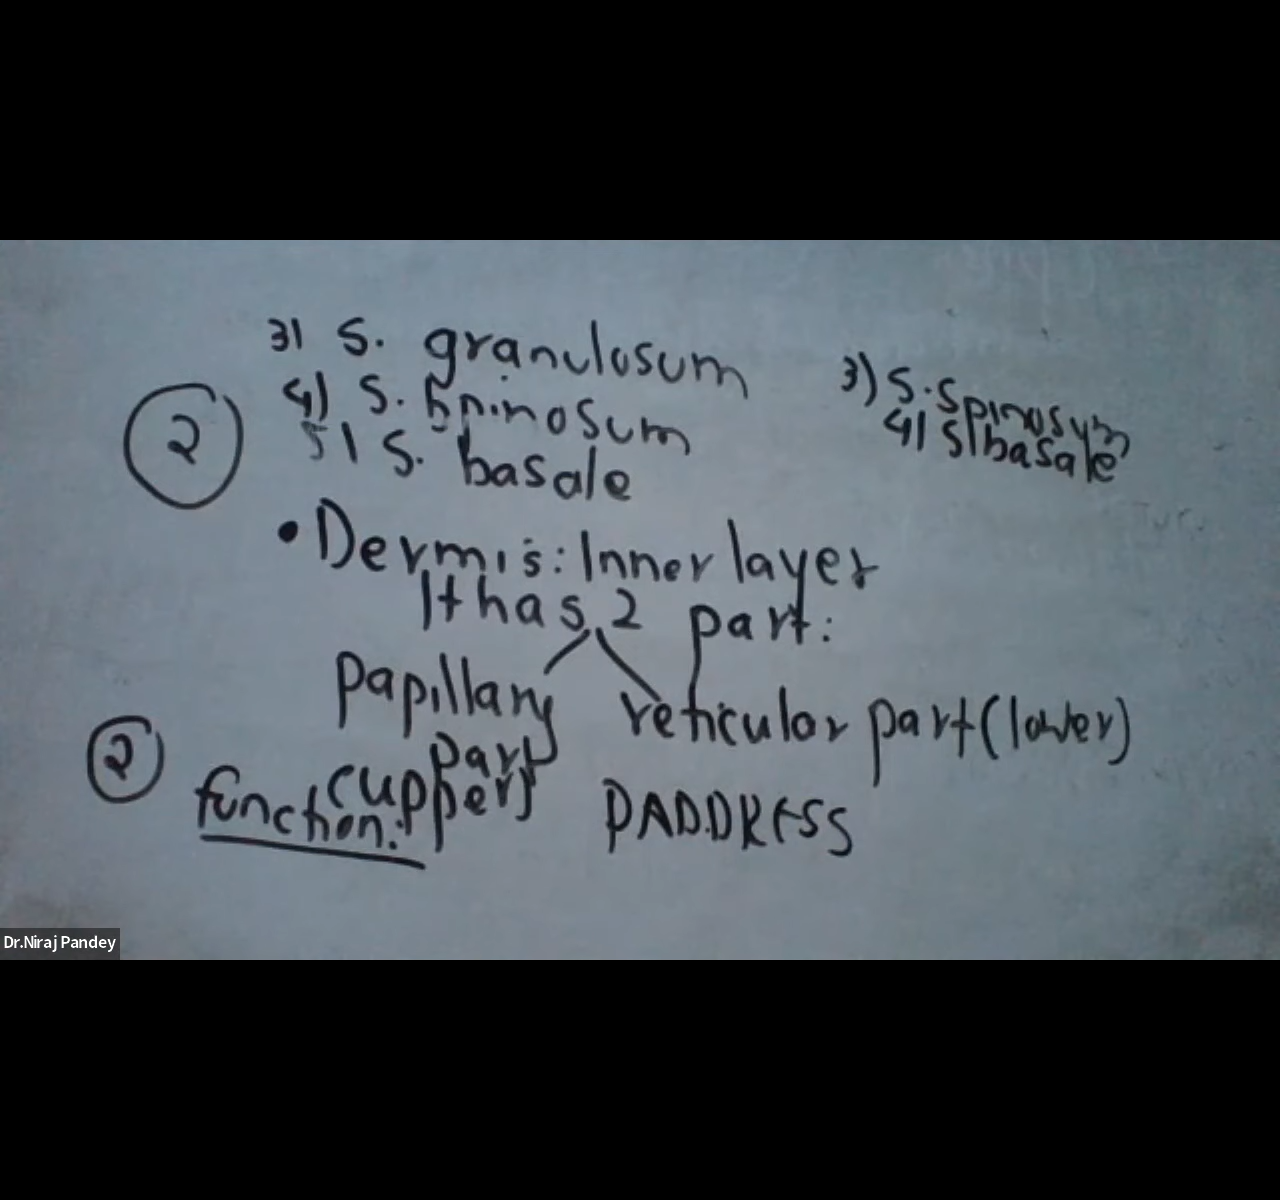 3) S. granulosum
4) S. spinosum
5) S. basale
3) S. Spinosum
4) S. basale
2
• Dermis: Inner layer
It has 2 part:
papillary part (upper)
reticular part (lower)
2
function:
PADDRESS
Dr.Niraj Pandey